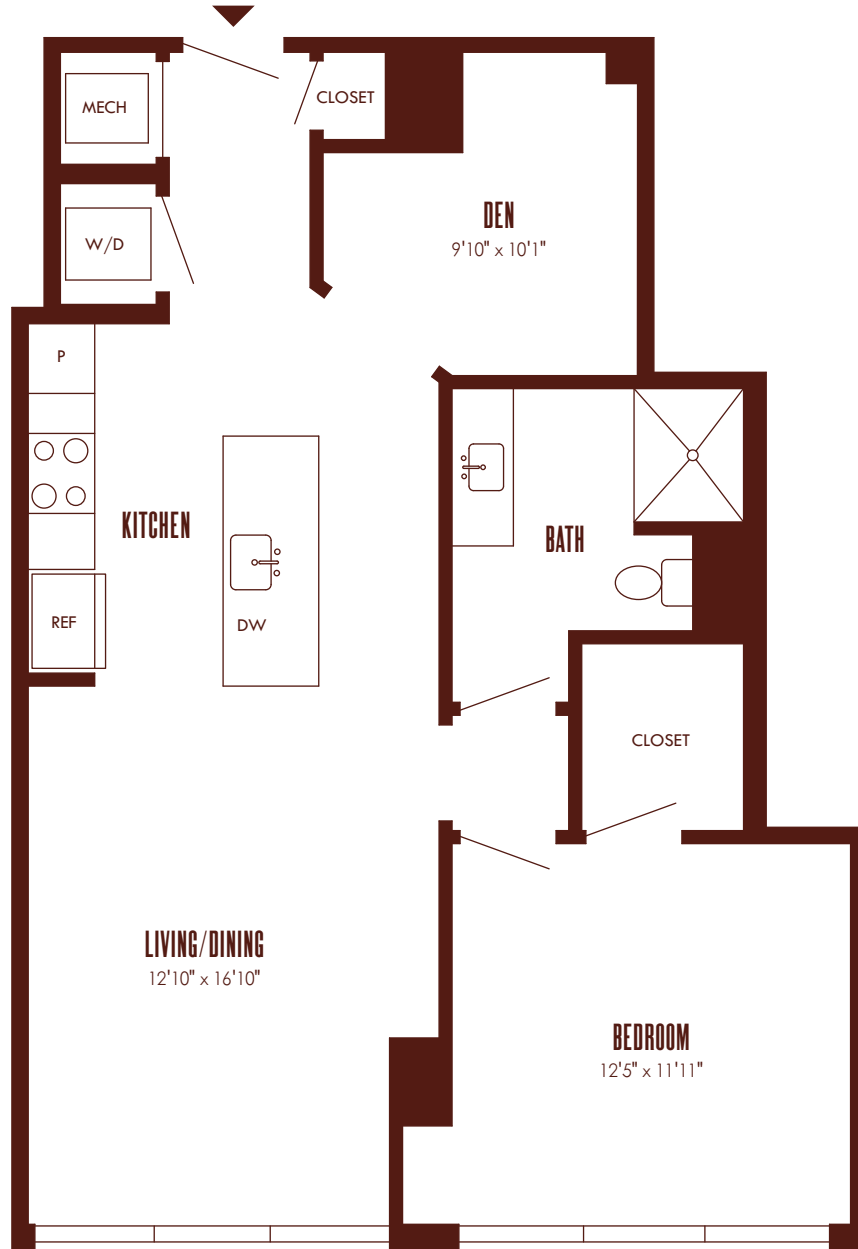 MECH
CLOSET
W/D
DEN
9'10" x 10'1"
P
KITCHEN
BATH
REF
DW
CLOSET
LIVING/DINING
12'10" x 16'10"
BEDROOM
12'5" x 11'11"